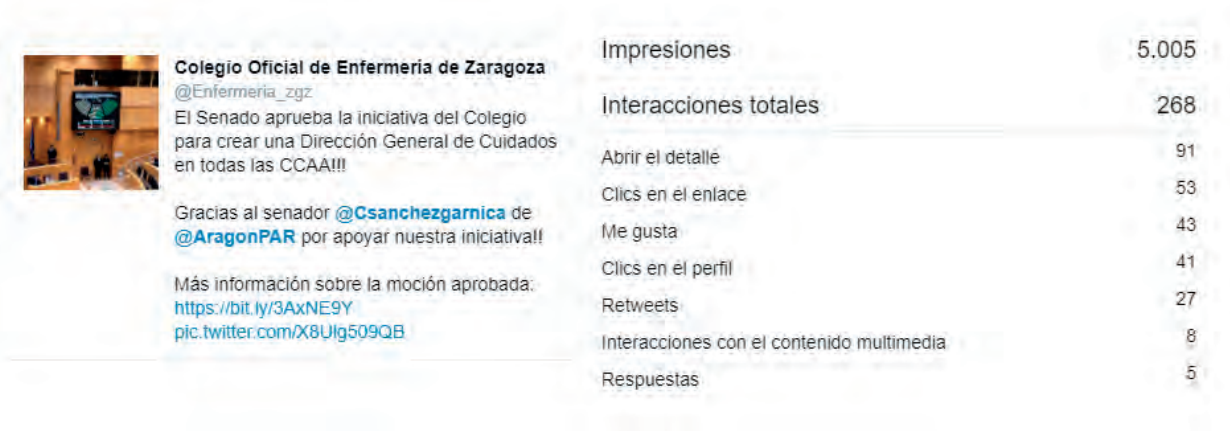 Colegio Oficial de Enfermeria de Zaragoza
@Enfermeria_zgz
El Senado aprueba la iniciativa del Colegio
para crear una Dirección General de Cuidados
en todas las CCAA!!!
Gracias al senador @Csanchezgarnica de
@AragonPAR por apoyar nuestra iniciativa!!
Más información sobre la moción aprobada:
https://bit.ly/3AxNE9Y
pic.twitter.com/X8UIg509QB
Impresiones 5.005
Interacciones totales 268
Abrir el detalle 91
Clics en el enlace 53
Me gusta 43
Clics en el perfil 41
Retweets 27
Interacciones con el contenido multimedia 8
Respuestas 5